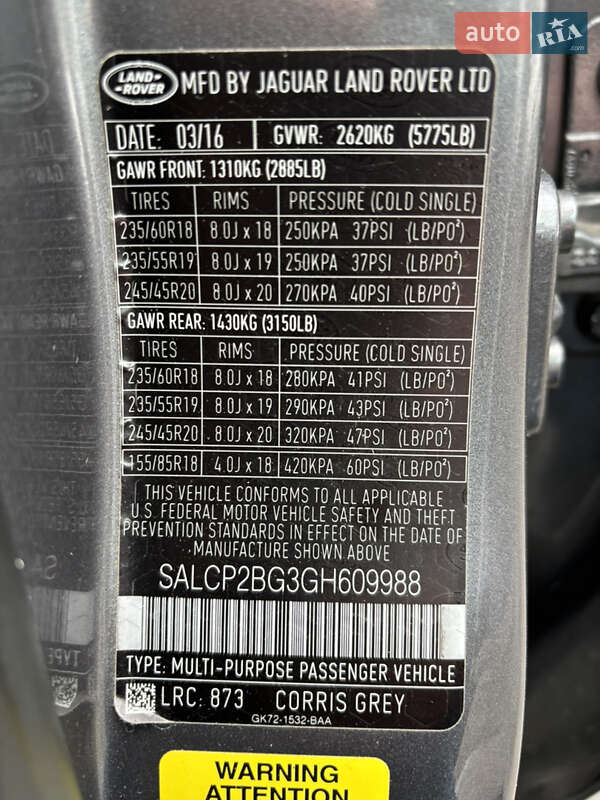 auto RIA.com
LAND-ROVER MFD BY JAGUAR LAND ROVER LTD
DATE: 03/16 GVWR: 2620KG (5775LB)
GAWR FRONT: 1310KG (2885LB)
TIRES RIMS PRESSURE (COLD SINGLE)
235/60R18 8.0J x 18 250KPA 37PSI (LB/PO²)
235/55R19 8.0J x 19 250KPA 37PSI (LB/PO²)
245/45R20 8.0J x 20 270KPA 40PSI (LB/PO²)
GAWR REAR: 1430KG (3150LB)
TIRES RIMS PRESSURE (COLD SINGLE)
235/60R18 8.0J x 18 280KPA 41PSI (LB/PO²)
235/55R19 8.0J x 19 290KPA 43PSI (LB/PO²)
245/45R20 8.0J x 20 320KPA 47PSI (LB/PO²)
155/85R18 4.0J x 18 420KPA 60PSI (LB/PO²)
THIS VEHICLE CONFORMS TO ALL APPLICABLE
U.S. FEDERAL MOTOR VEHICLE SAFETY AND THEFT
PREVENTION STANDARDS IN EFFECT ON THE DATE OF
MANUFACTURE SHOWN ABOVE
SALCP2BG3GH609988
TYPE: MULTI-PURPOSE PASSENGER VEHICLE
LRC: 873 CORRIS GREY
GK72-1532-BAA
WARNING
ATTENTION